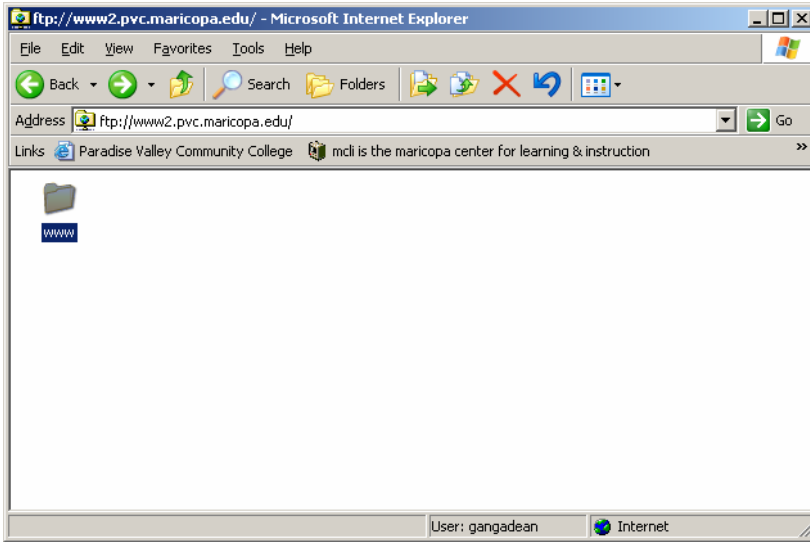 ftp://www2.pvc.maricopa.edu/ - Microsoft Internet Explorer
File Edit View Favorites Tools Help
Back Search Folders
Address ftp://www2.pvc.maricopa.edu/ Go
Links Paradise Valley Community College mcli is the maricopa center for learning & instruction »
www
User: gangadean Internet